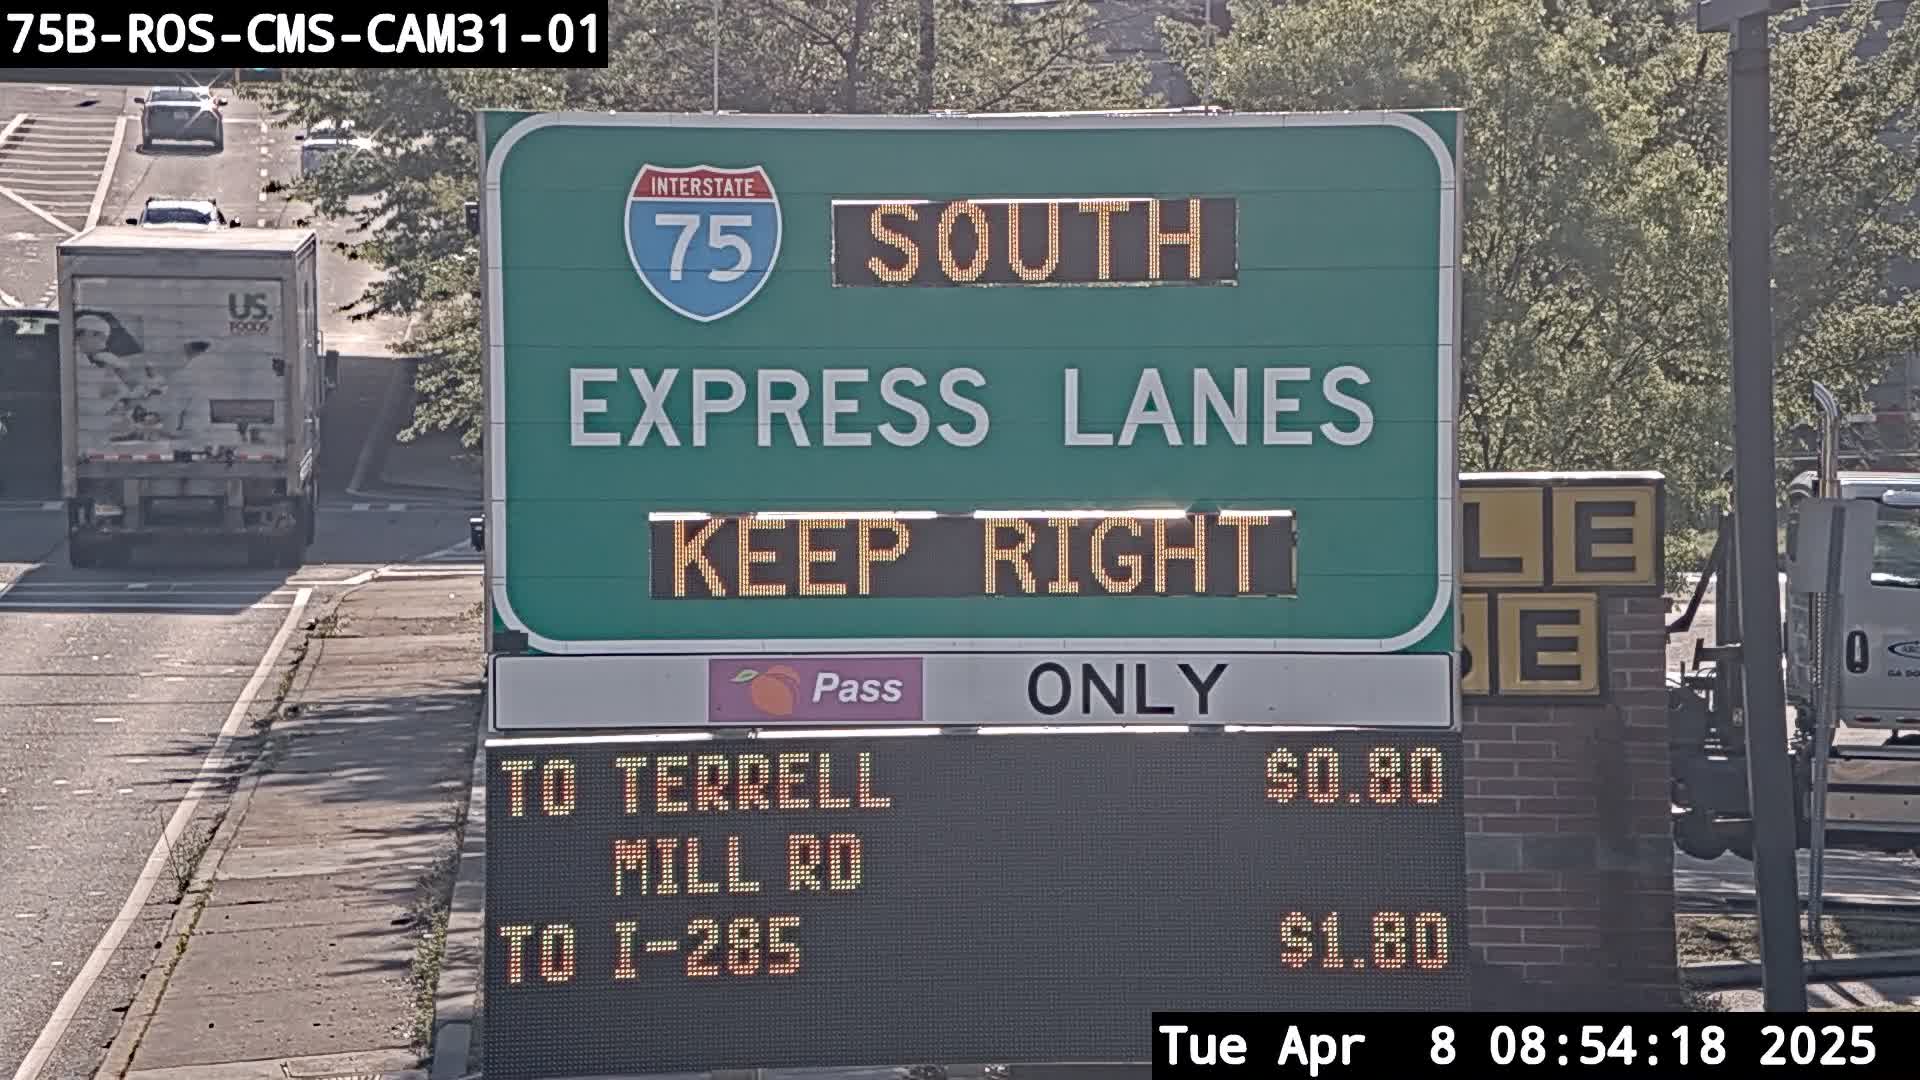 75B-ROS-CMS-CAM31-01
INTERSTATE
75
SOUTH
EXPRESS LANES
KEEP RIGHT
Pass ONLY
TO TERRELL $0.80
MILL RD
TO I-285 $1.80
US.
FOODS
LE
E
Tue Apr 8 08:54:18 2025